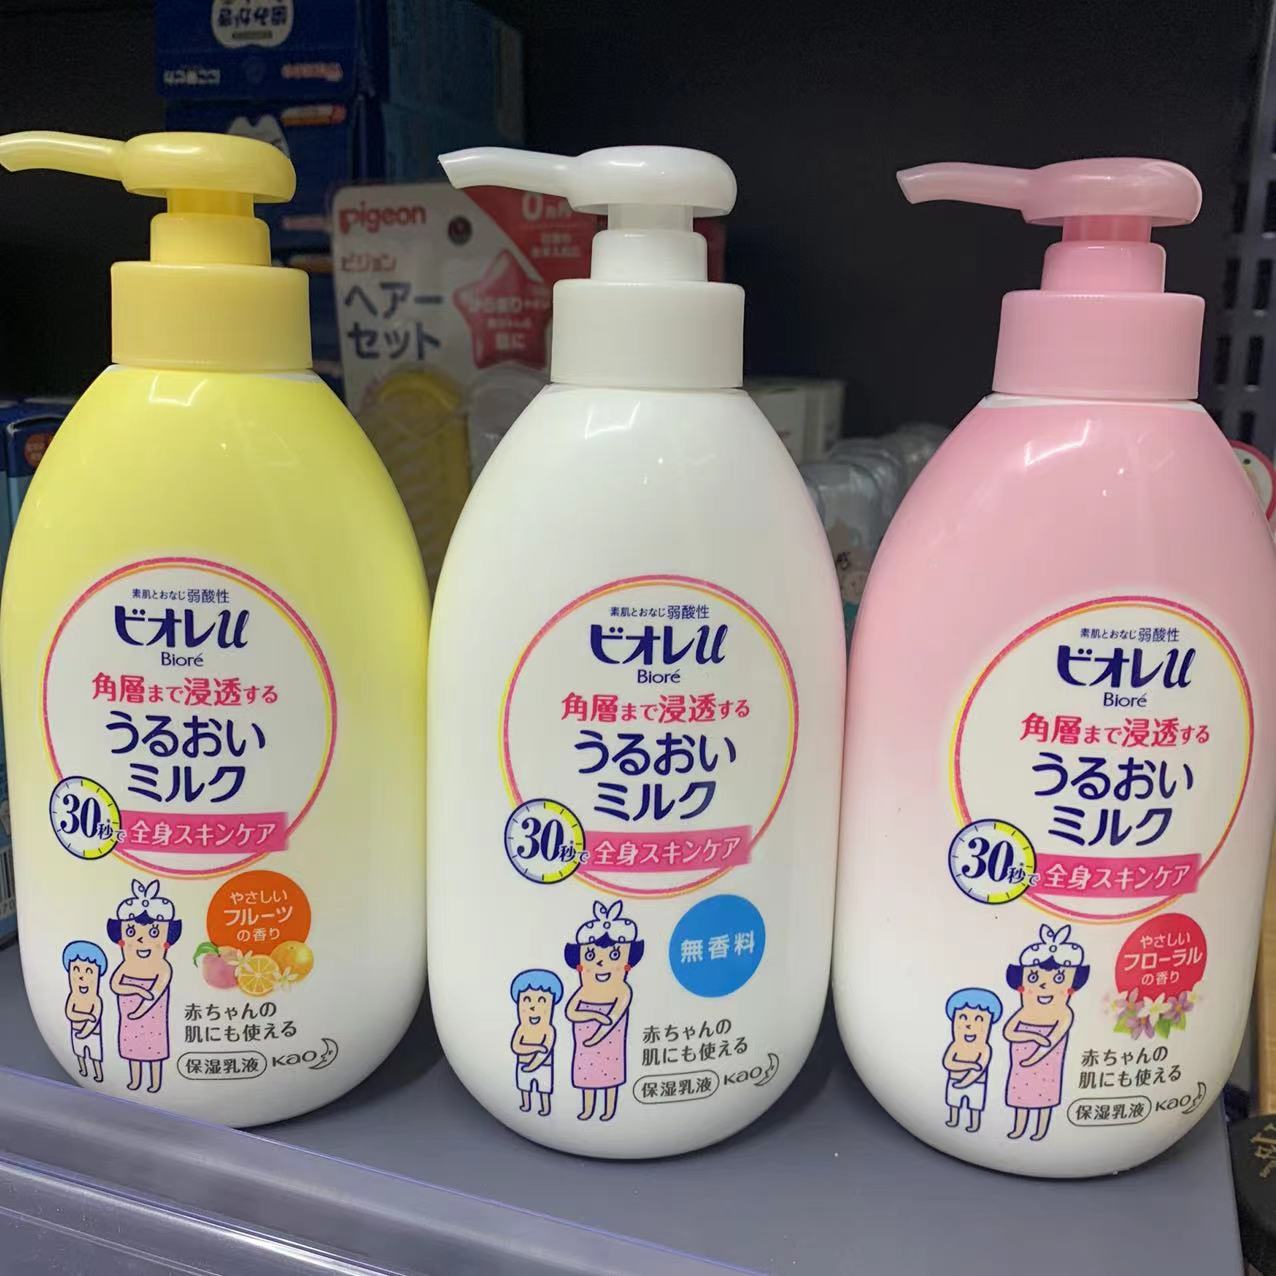 pigeon
ピジョン
ヘアー
セット
素肌とおなじ弱酸性
ビオレu
Bioré
角層まで浸透する
うるおい
ミルク
30秒で全身スキンケア
やさしい
フルーツ
の香り
赤ちゃんの
肌にも使える
保湿乳液 Kao
素肌とおなじ弱酸性
ビオレu
Bioré
角層まで浸透する
うるおい
ミルク
30秒で全身スキンケア
無香料
赤ちゃんの
肌にも使える
保湿乳液 Kao
素肌とおなじ弱酸性
ビオレu
Bioré
角層まで浸透する
うるおい
ミルク
30秒で全身スキンケア
やさしい
フローラル
の香り
赤ちゃんの
肌にも使える
保湿乳液 Kao